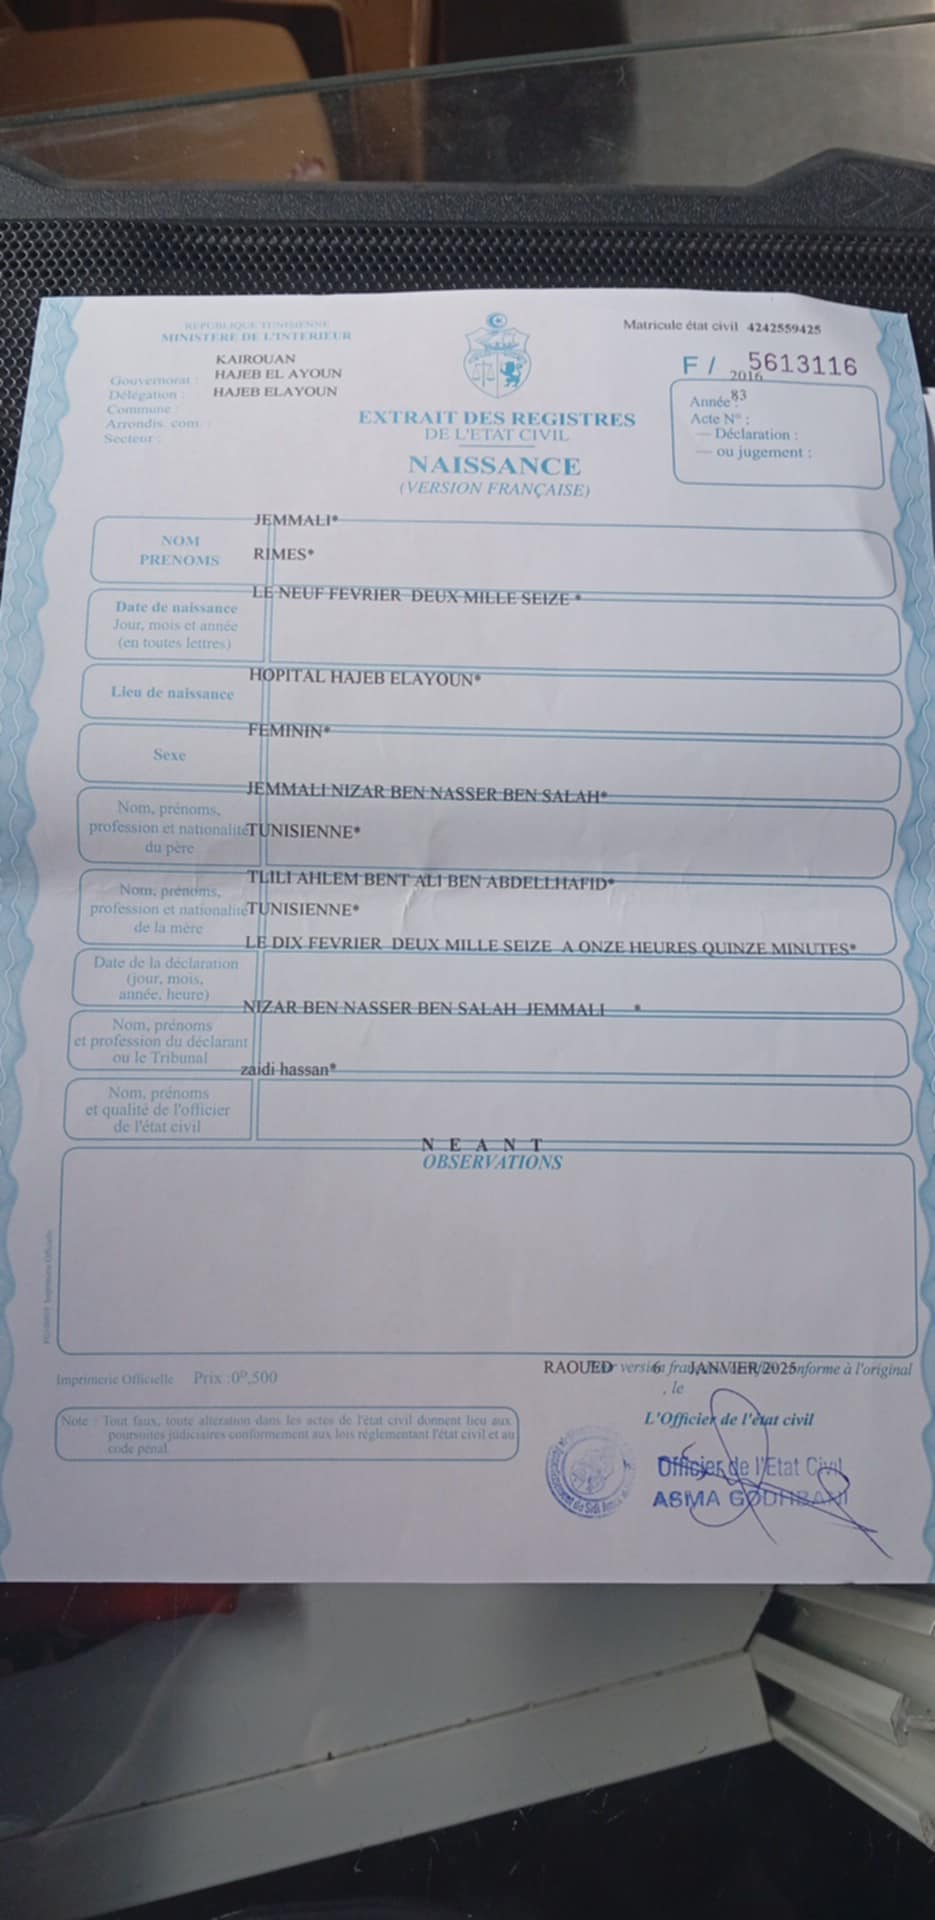 REPUBLIQUE TUNISIENNE
MINISTERE DE L'INTERIEUR
Matricule état civil 4242559425
KAIROUAN
Gouvernorat : HAJEB EL AYOUN
Délégation : HAJEB ELAYOUN
Commune :
Arrondis. com. :
Secteur :
F / 5613116
2016
Année : 83
Acte N° :
— Déclaration :
— ou jugement :
EXTRAIT DES REGISTRES
DE L'ETAT CIVIL
NAISSANCE
(VERSION FRANÇAISE)
JEMMALI*
NOM
PRENOMS
RIMES*
LE NEUF FEVRIER DEUX MILLE SEIZE *
Date de naissance
Jour, mois et année
(en toutes lettres)
HOPITAL HAJEB ELAYOUN*
Lieu de naissance
FEMININ*
Sexe
JEMMALI NIZAR BEN NASSER BEN SALAH*
Nom, prénoms,
profession et nationalité TUNISIENNE*
du père
TLILI AHLEM BENT ALI BEN ABDELLHAFID*
Nom, prénoms,
profession et nationalité TUNISIENNE*
de la mère
LE DIX FEVRIER DEUX MILLE SEIZE A ONZE HEURES QUINZE MINUTES*
Date de la déclaration
(jour, mois,
année, heure)
NIZAR BEN NASSER BEN SALAH JEMMALI *
Nom, prénoms
et profession du déclarant
ou le Tribunal
zaidi hassan*
Nom, prénoms
et qualité de l'officier
de l'état civil
N E A N T
OBSERVATIONS
Imprimerie Officielle Prix :0ᴰ,500
RAOUED 6 JANVIER 2025
version conforme à l'original
, le
L'Officier de l'état civil
Note : Tout faux, toute altération dans les actes de l'état civil donnent lieu aux
poursuites judiciaires conformement aux lois réglementant l'état civil et au
code pénal.
Officier de l'Etat Civil
ASMA GODHBANI